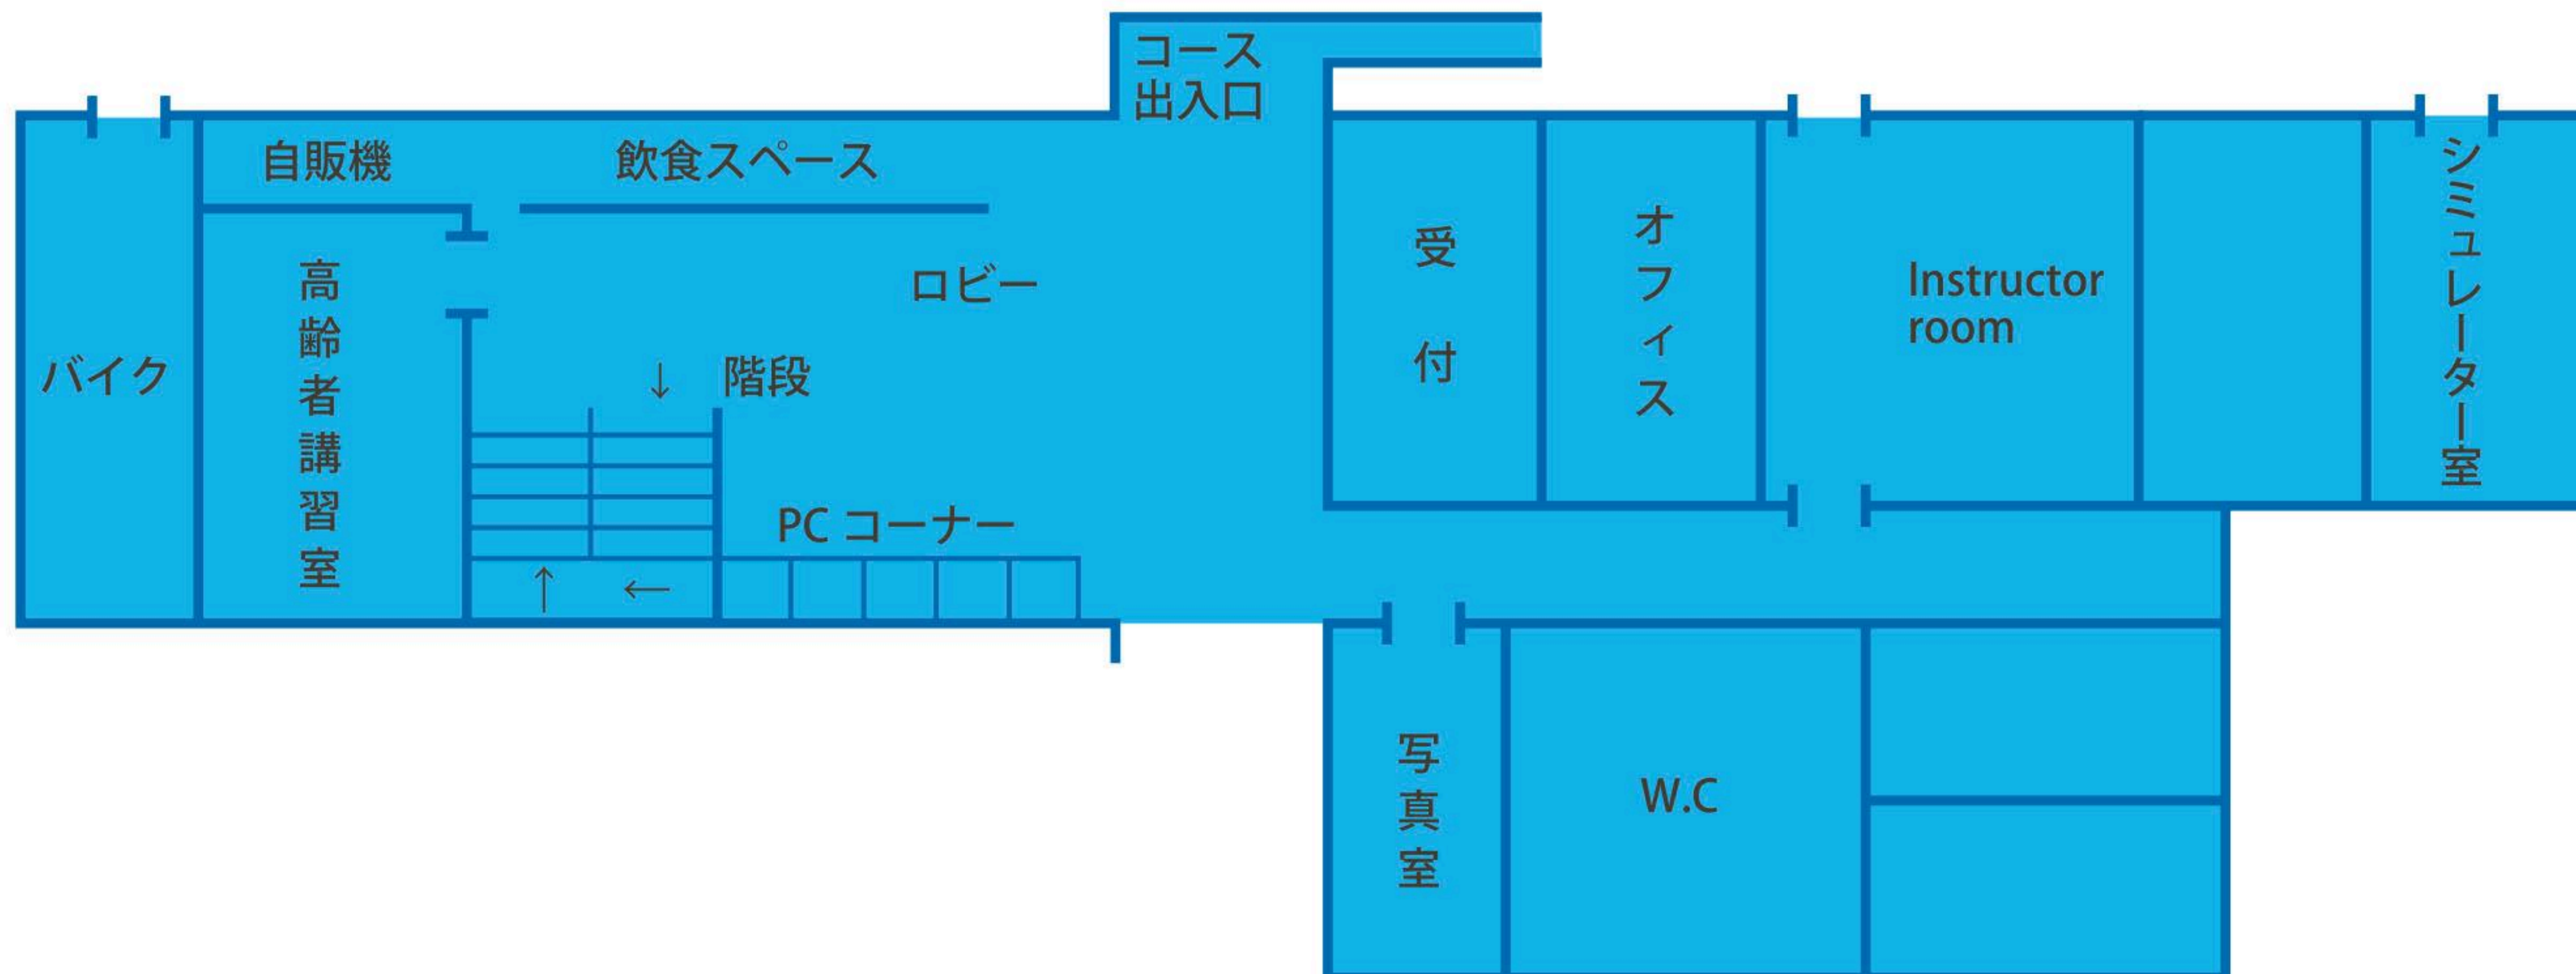 コース
出入口
自販機
飲食スペース
バイク
高齢者講習室
ロビー
↓ 階段
PC コーナー
↑ ←
受付
オフィス
Instructor
room
シミュレーター室
写真室
W.C